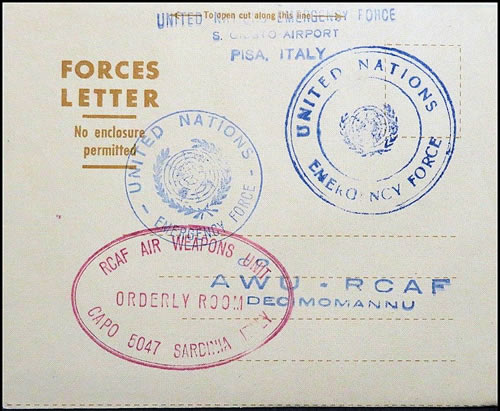 To open cut along this line
UNITED NATIONS EMERGENCY FORCE
S. GIUSTO AIRPORT
PISA, ITALY
FORCES
LETTER
No enclosure
permitted
UNITED NATIONS
EMERGENCY FORCE
UNITED NATIONS
- EMERGENCY FORCE -
RCAF AIR WEAPONS UNIT
ORDERLY ROOM
CAPO 5047 SARDINIA ITALY
AWU - RCAF
DECIMOMANNU